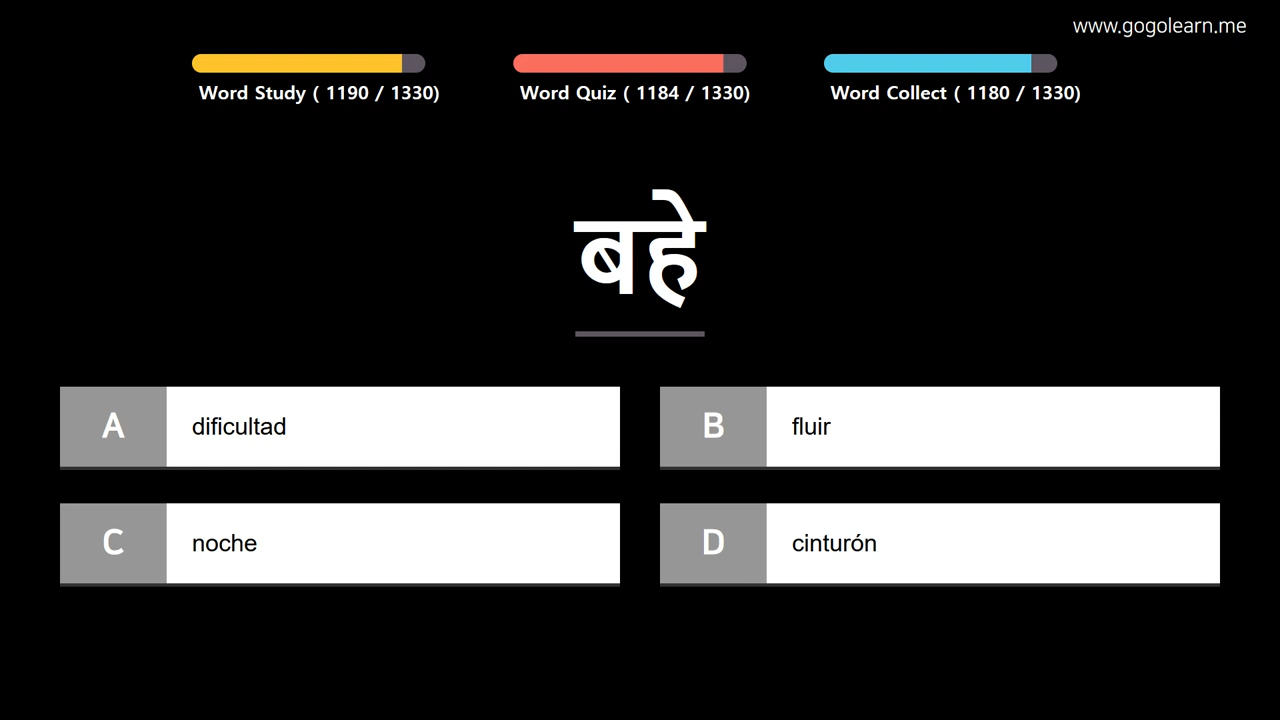 www.gogolearn.me
Word Study ( 1190 / 1330)
Word Quiz ( 1184 / 1330)
Word Collect ( 1180 / 1330)
बहे
A dificultad
B fluir
C noche
D cinturón